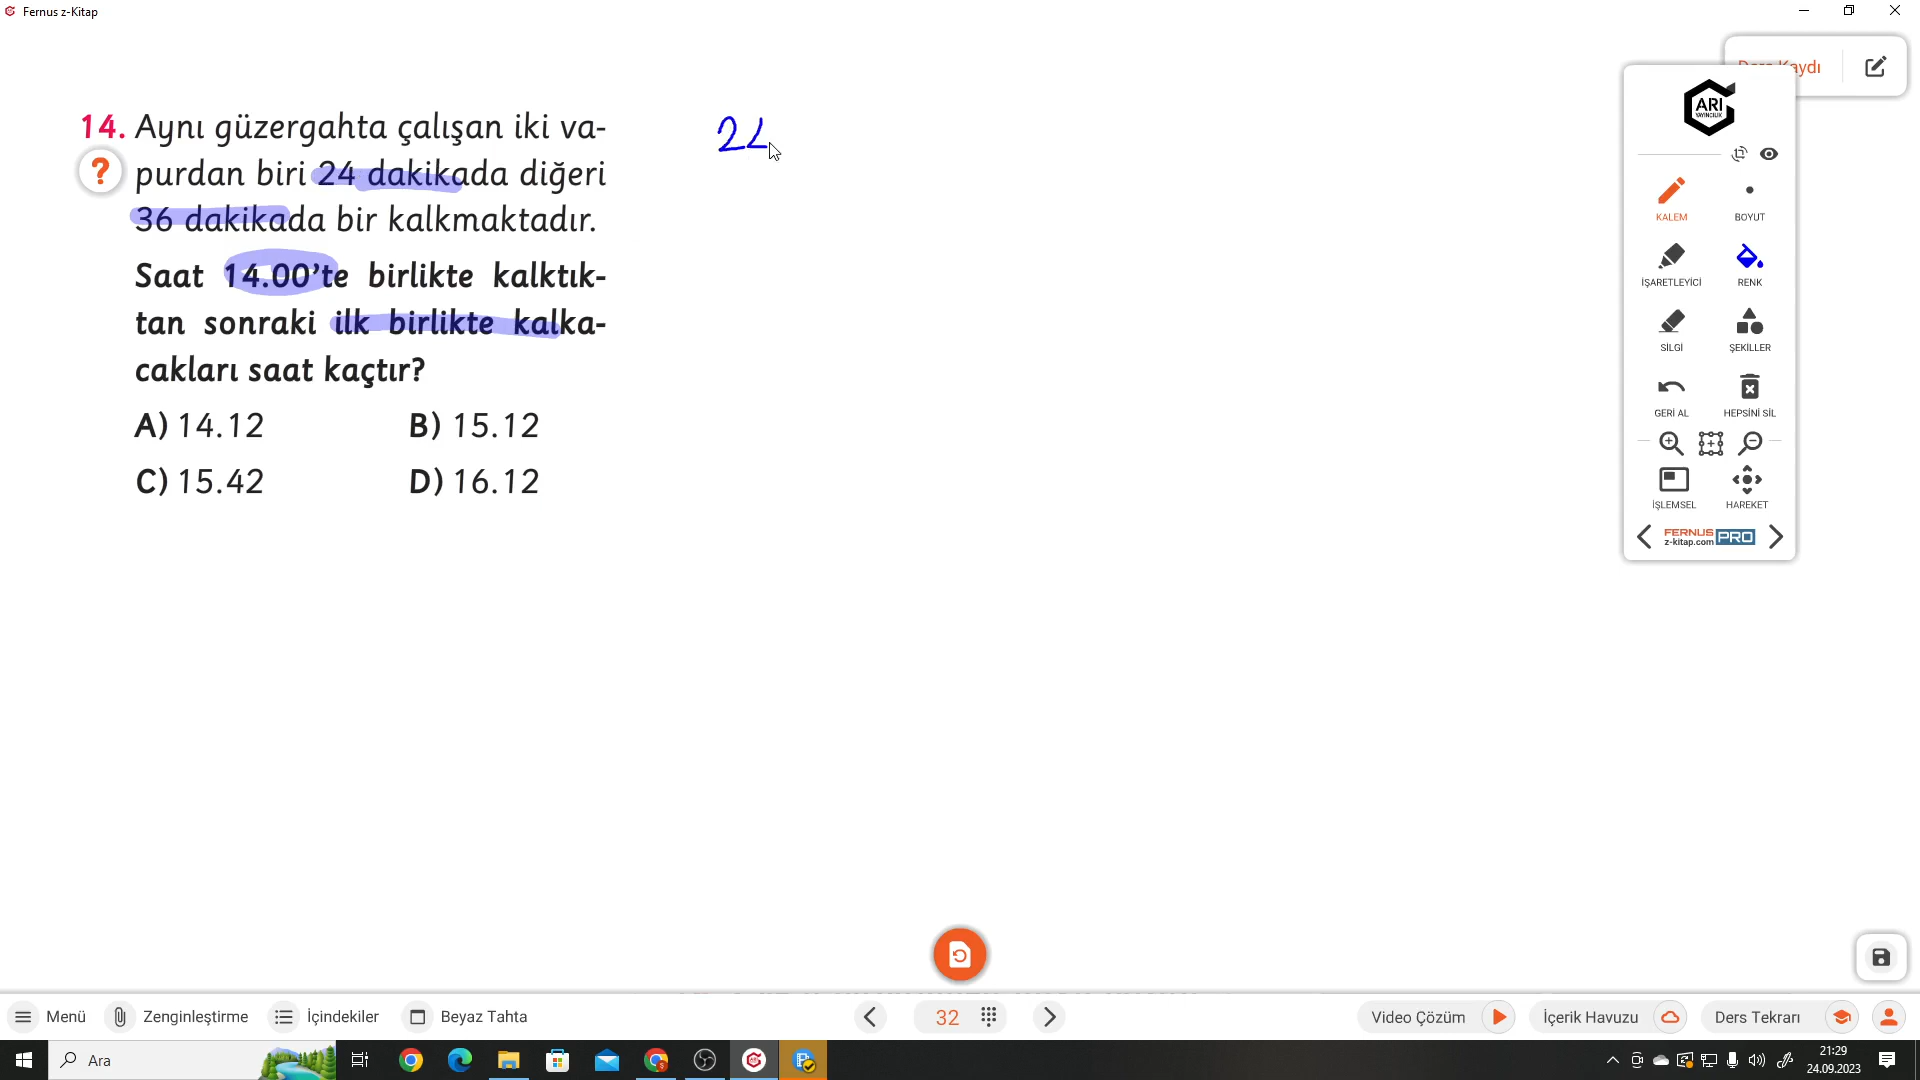 Fernus z-Kitap
Kaydı
ARI
YAYINCILIK
14. Aynı güzergahta çalışan iki va-
? purdan biri 24 dakikada diğeri
36 dakikada bir kalkmaktadır.
Saat 14.00’te birlikte kalktık-
tan sonraki ilk birlikte kalka-
cakları saat kaçtır?
A) 14.12 B) 15.12
C) 15.42 D) 16.12
KALEM BOYUT
İŞARETLEYİCİ RENK
SİLGİ ŞEKİLLER
GERİ AL HEPSİNİ SİL
İŞLEMSEL HAREKET
FERNUS
z-kitap.com PRO
Menü Zenginleştirme İçindekiler Beyaz Tahta 32 Video Çözüm İçerik Havuzu Ders Tekrarı
Ara
21:29
24.09.2023